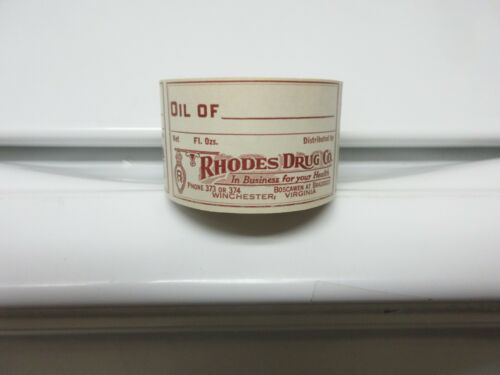 OIL OF
Net Fl. Ozs. Distributed by
R RHODES DRUG CO.
In Business for your Health
PHONE 373 OR 374 BOSCAWEN AT BRADDOCK
WINCHESTER, VIRGINIA